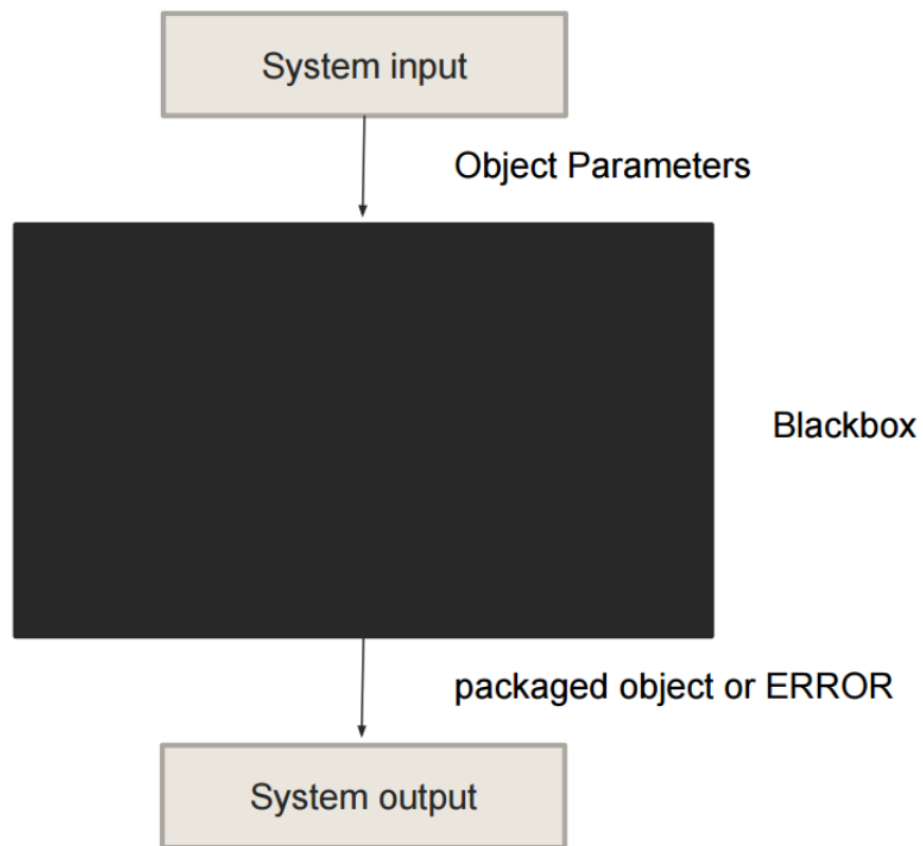 System input
Object Parameters
Blackbox
packaged object or ERROR
System output